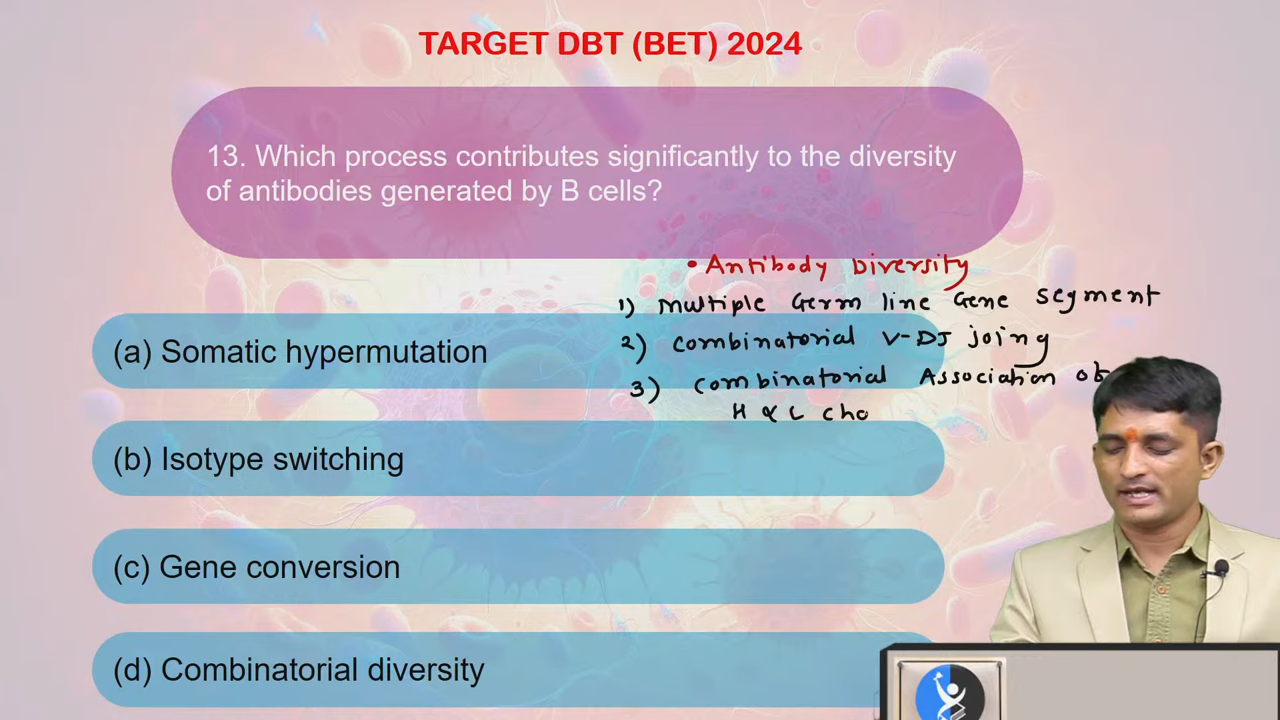 TARGET DBT (BET) 2024
13. Which process contributes significantly to the diversity
of antibodies generated by B cells?
• Antibody Diversity
1) Multiple Germ line Gene segment
2) combinatorial V-DJ joing
3) combinatorial Association of
H & L cha
(a) Somatic hypermutation
(b) Isotype switching
(c) Gene conversion
(d) Combinatorial diversity